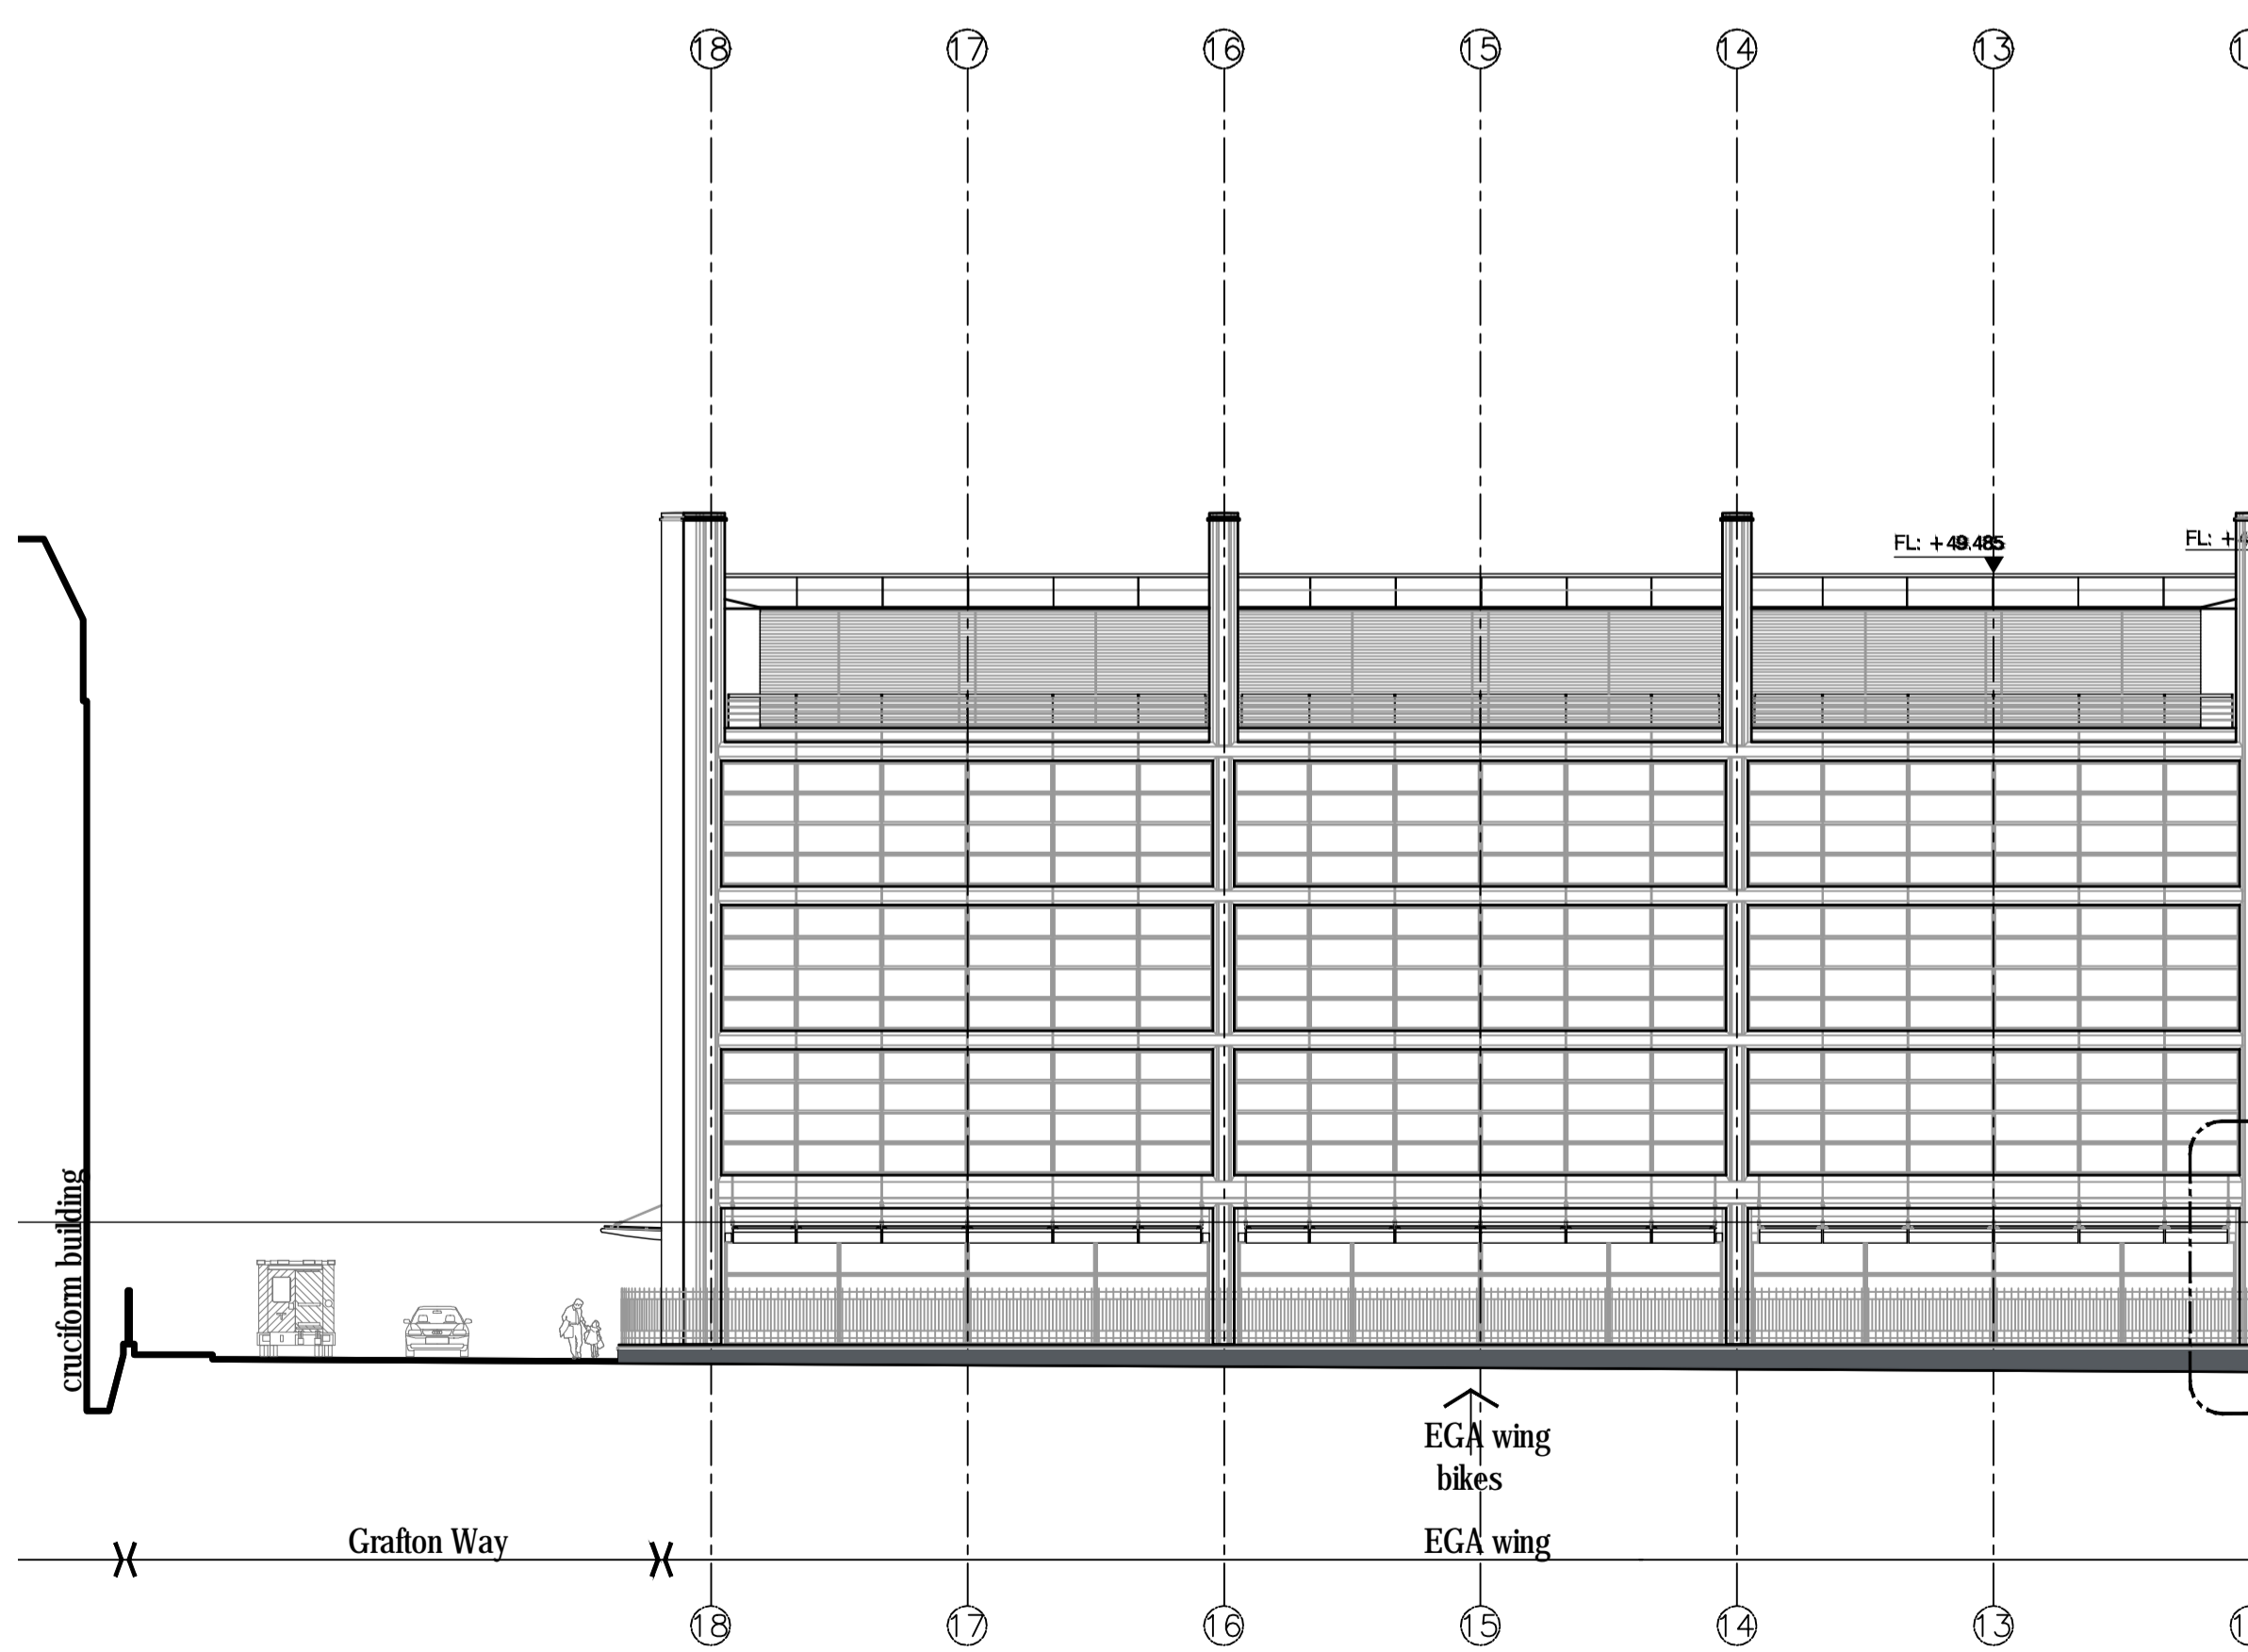 18 17 16 15 14 13
FL: +49.485
FL: +
cruciform building
EGA wing
bikes
Grafton Way
EGA wing
18 17 16 15 14 13